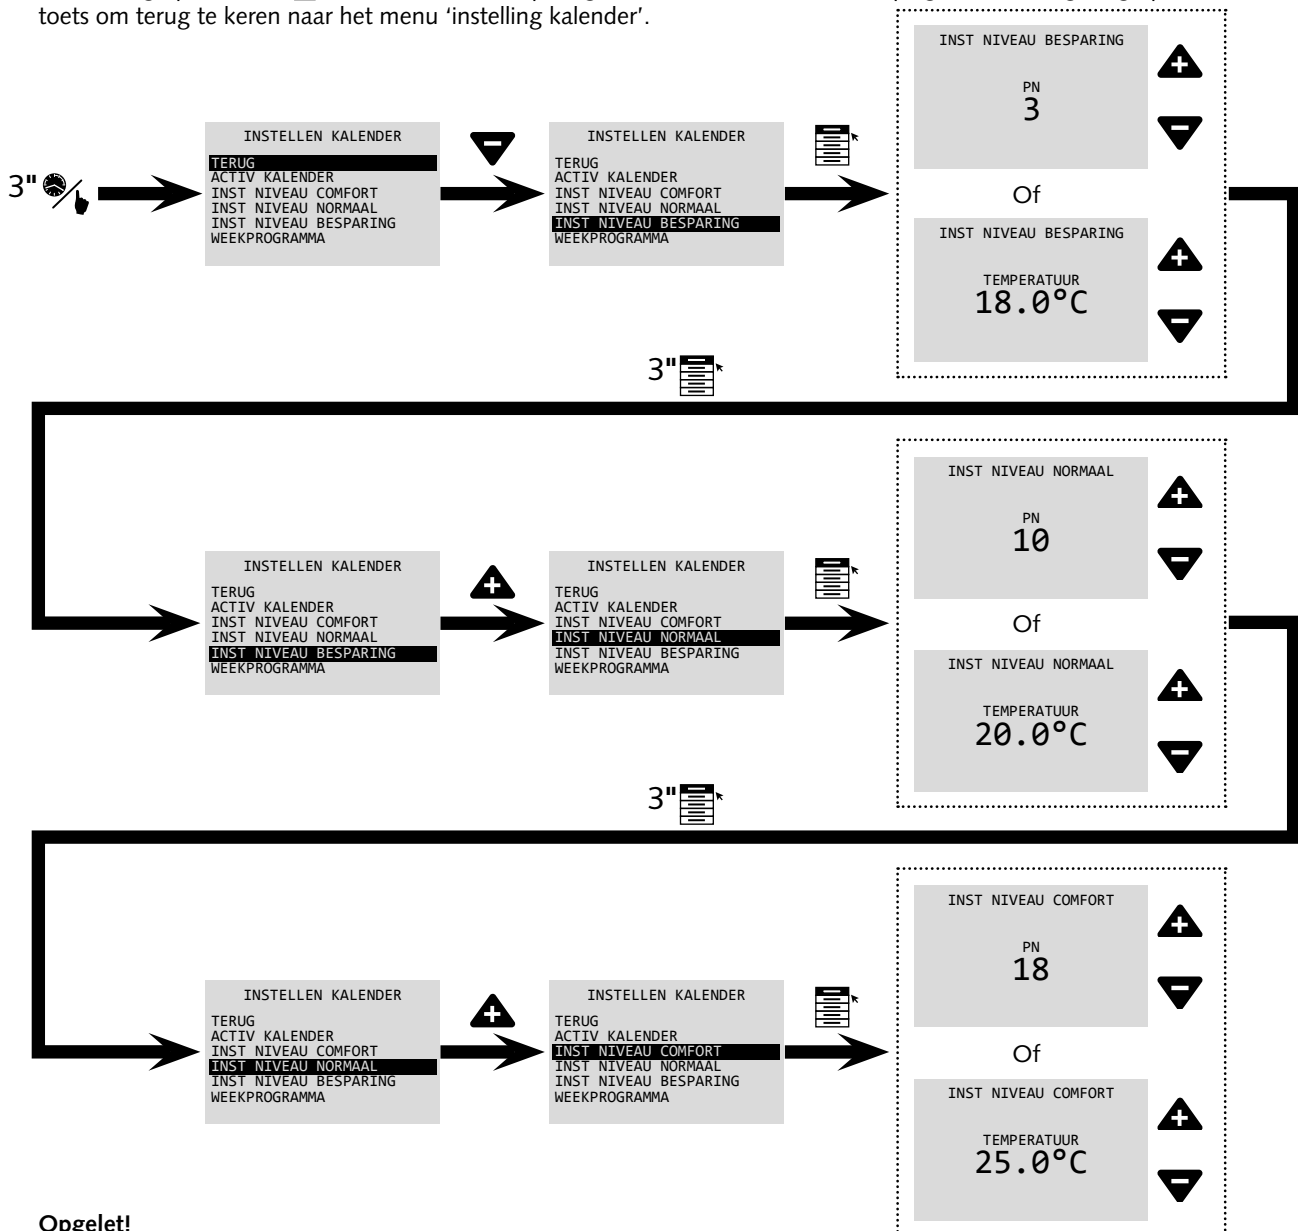 toets om terug te keren naar het menu ‘instelling kalender’.
INST NIVEAU BESPARING
PN
3
Of
INST NIVEAU BESPARING
TEMPERATUUR
18.0°C
3"
INSTELLEN KALENDER
TERUG
ACTIV KALENDER
INST NIVEAU COMFORT
INST NIVEAU NORMAAL
INST NIVEAU BESPARING
WEEKPROGRAMMA
INSTELLEN KALENDER
TERUG
ACTIV KALENDER
INST NIVEAU COMFORT
INST NIVEAU NORMAAL
INST NIVEAU BESPARING
WEEKPROGRAMMA
3"
INSTELLEN KALENDER
TERUG
ACTIV KALENDER
INST NIVEAU COMFORT
INST NIVEAU NORMAAL
INST NIVEAU BESPARING
WEEKPROGRAMMA
INSTELLEN KALENDER
TERUG
ACTIV KALENDER
INST NIVEAU COMFORT
INST NIVEAU NORMAAL
INST NIVEAU BESPARING
WEEKPROGRAMMA
INST NIVEAU NORMAAL
PN
10
Of
INST NIVEAU NORMAAL
TEMPERATUUR
20.0°C
3"
INSTELLEN KALENDER
TERUG
ACTIV KALENDER
INST NIVEAU COMFORT
INST NIVEAU NORMAAL
INST NIVEAU BESPARING
WEEKPROGRAMMA
INSTELLEN KALENDER
TERUG
ACTIV KALENDER
INST NIVEAU COMFORT
INST NIVEAU NORMAAL
INST NIVEAU BESPARING
WEEKPROGRAMMA
INST NIVEAU COMFORT
PN
18
Of
INST NIVEAU COMFORT
TEMPERATUUR
25.0°C
Opgelet!